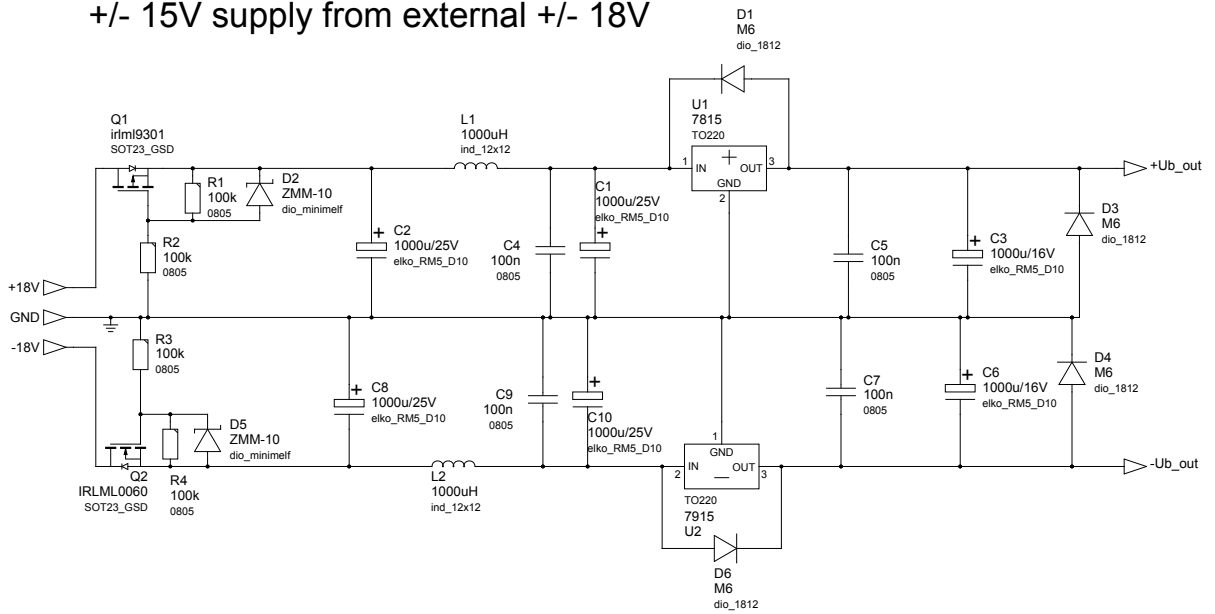 +/- 15V supply from external +/- 18V
D1
M6
dio_1812
Q1
irlml9301
SOT23_GSD
L1
1000uH
ind_12x12
U1
7815
TO220
1
IN
+
OUT
3
GND
2
+Ub_out
R1
100k
0805
D2
ZMM-10
dio_minimelf
R2
100k
0805
+
C2
1000u/25V
elko_RM5_D10
C4
100n
0805
+
C1
1000u/25V
elko_RM5_D10
C5
100n
0805
+
C3
1000u/16V
elko_RM5_D10
D3
M6
dio_1812
+18V
GND
-18V
R3
100k
0805
+
C8
1000u/25V
elko_RM5_D10
C9
100n
0805
+
C10
1000u/25V
elko_RM5_D10
C7
100n
0805
+
C6
1000u/16V
elko_RM5_D10
D4
M6
dio_1812
D5
ZMM-10
dio_minimelf
Q2
IRLML0060
SOT23_GSD
R4
100k
0805
L2
1000uH
ind_12x12
1
GND
2
IN
OUT
3
TO220
7915
U2
-Ub_out
D6
M6
dio_1812